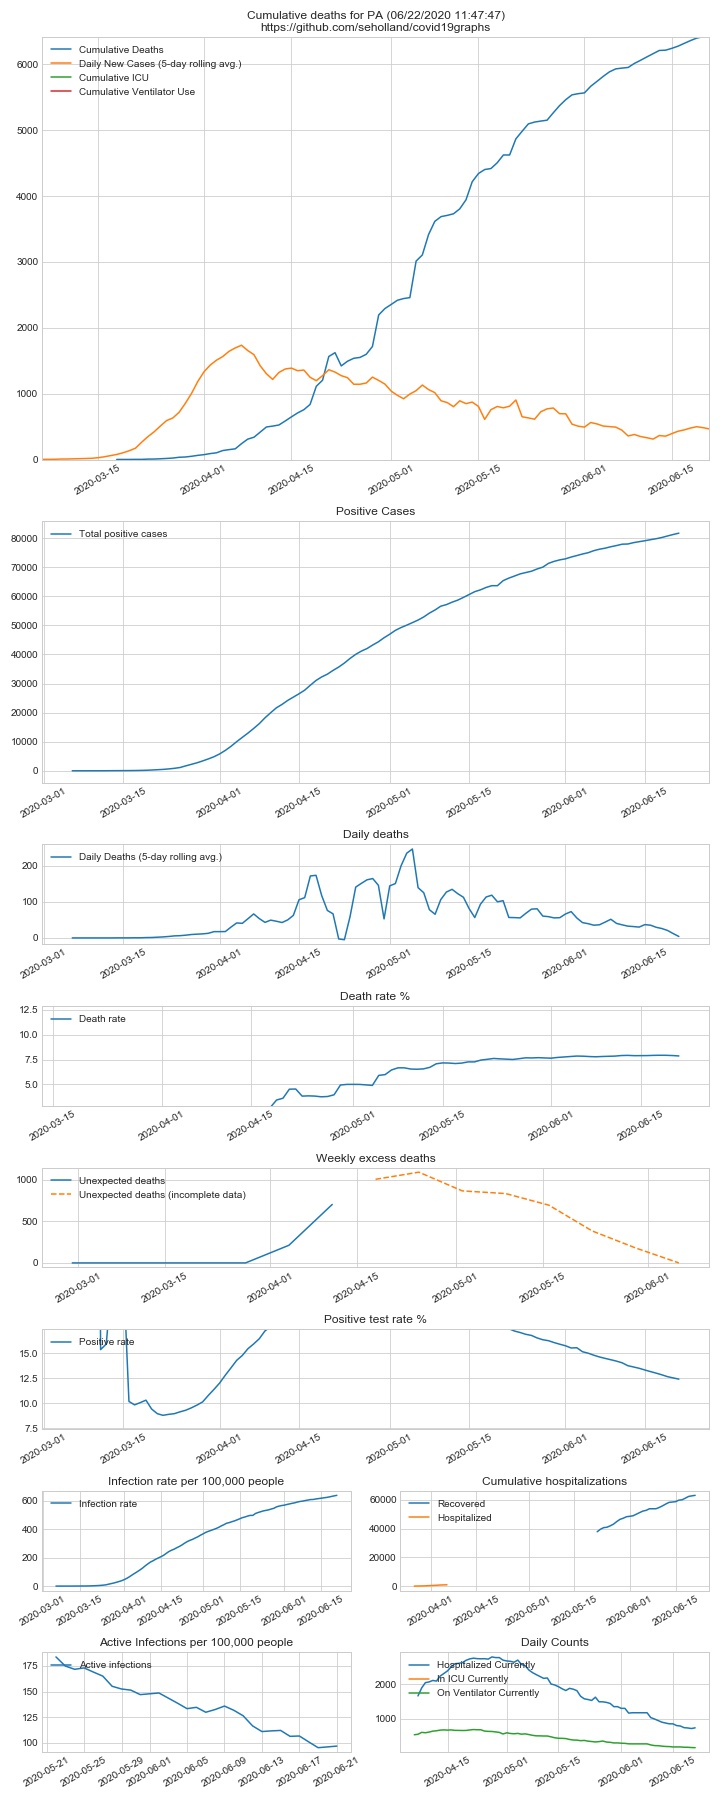 Cumulative deaths for PA (06/22/2020 11:47:47)
https://github.com/seholland/covid19graphs
Cumulative Deaths
Daily New Cases (5-day rolling avg.)
Cumulative ICU
Cumulative Ventilator Use
6000
5000
4000
3000
2000
1000
0
2020-03-15 2020-04-01 2020-04-15 2020-05-01 2020-05-15 2020-06-01 2020-06-15
Positive Cases
Total positive cases
80000
70000
60000
50000
40000
30000
20000
10000
0
2020-03-01 2020-03-15 2020-04-01 2020-04-15 2020-05-01 2020-05-15 2020-06-01 2020-06-15
Daily deaths
Daily Deaths (5-day rolling avg.)
200
100
0
2020-03-01 2020-03-15 2020-04-01 2020-04-15 2020-05-01 2020-05-15 2020-06-01 2020-06-15
Death rate %
Death rate
12.5
10.0
7.5
5.0
2020-03-15 2020-04-01 2020-04-15 2020-05-01 2020-05-15 2020-06-01 2020-06-15
Weekly excess deaths
Unexpected deaths
Unexpected deaths (incomplete data)
1000
500
0
2020-03-01 2020-03-15 2020-04-01 2020-04-15 2020-05-01 2020-05-15 2020-06-01
Positive test rate %
Positive rate
15.0
12.5
10.0
7.5
2020-03-01 2020-03-15 2020-04-01 2020-04-15 2020-05-01 2020-05-15 2020-06-01 2020-06-15
Infection rate per 100,000 people
Infection rate
600
400
200
0
2020-03-01 2020-03-15 2020-04-01 2020-04-15 2020-05-01 2020-05-15 2020-06-01 2020-06-15
Cumulative hospitalizations
Recovered
Hospitalized
60000
40000
20000
0
2020-04-01 2020-04-15 2020-05-01 2020-05-15 2020-06-01 2020-06-15
Active Infections per 100,000 people
Active infections
175
150
125
100
2020-05-21 2020-05-25 2020-05-29 2020-06-01 2020-06-05 2020-06-09 2020-06-13 2020-06-17 2020-06-21
Daily Counts
Hospitalized Currently
In ICU Currently
On Ventilator Currently
2000
1000
2020-04-15 2020-05-01 2020-05-15 2020-06-01 2020-06-15